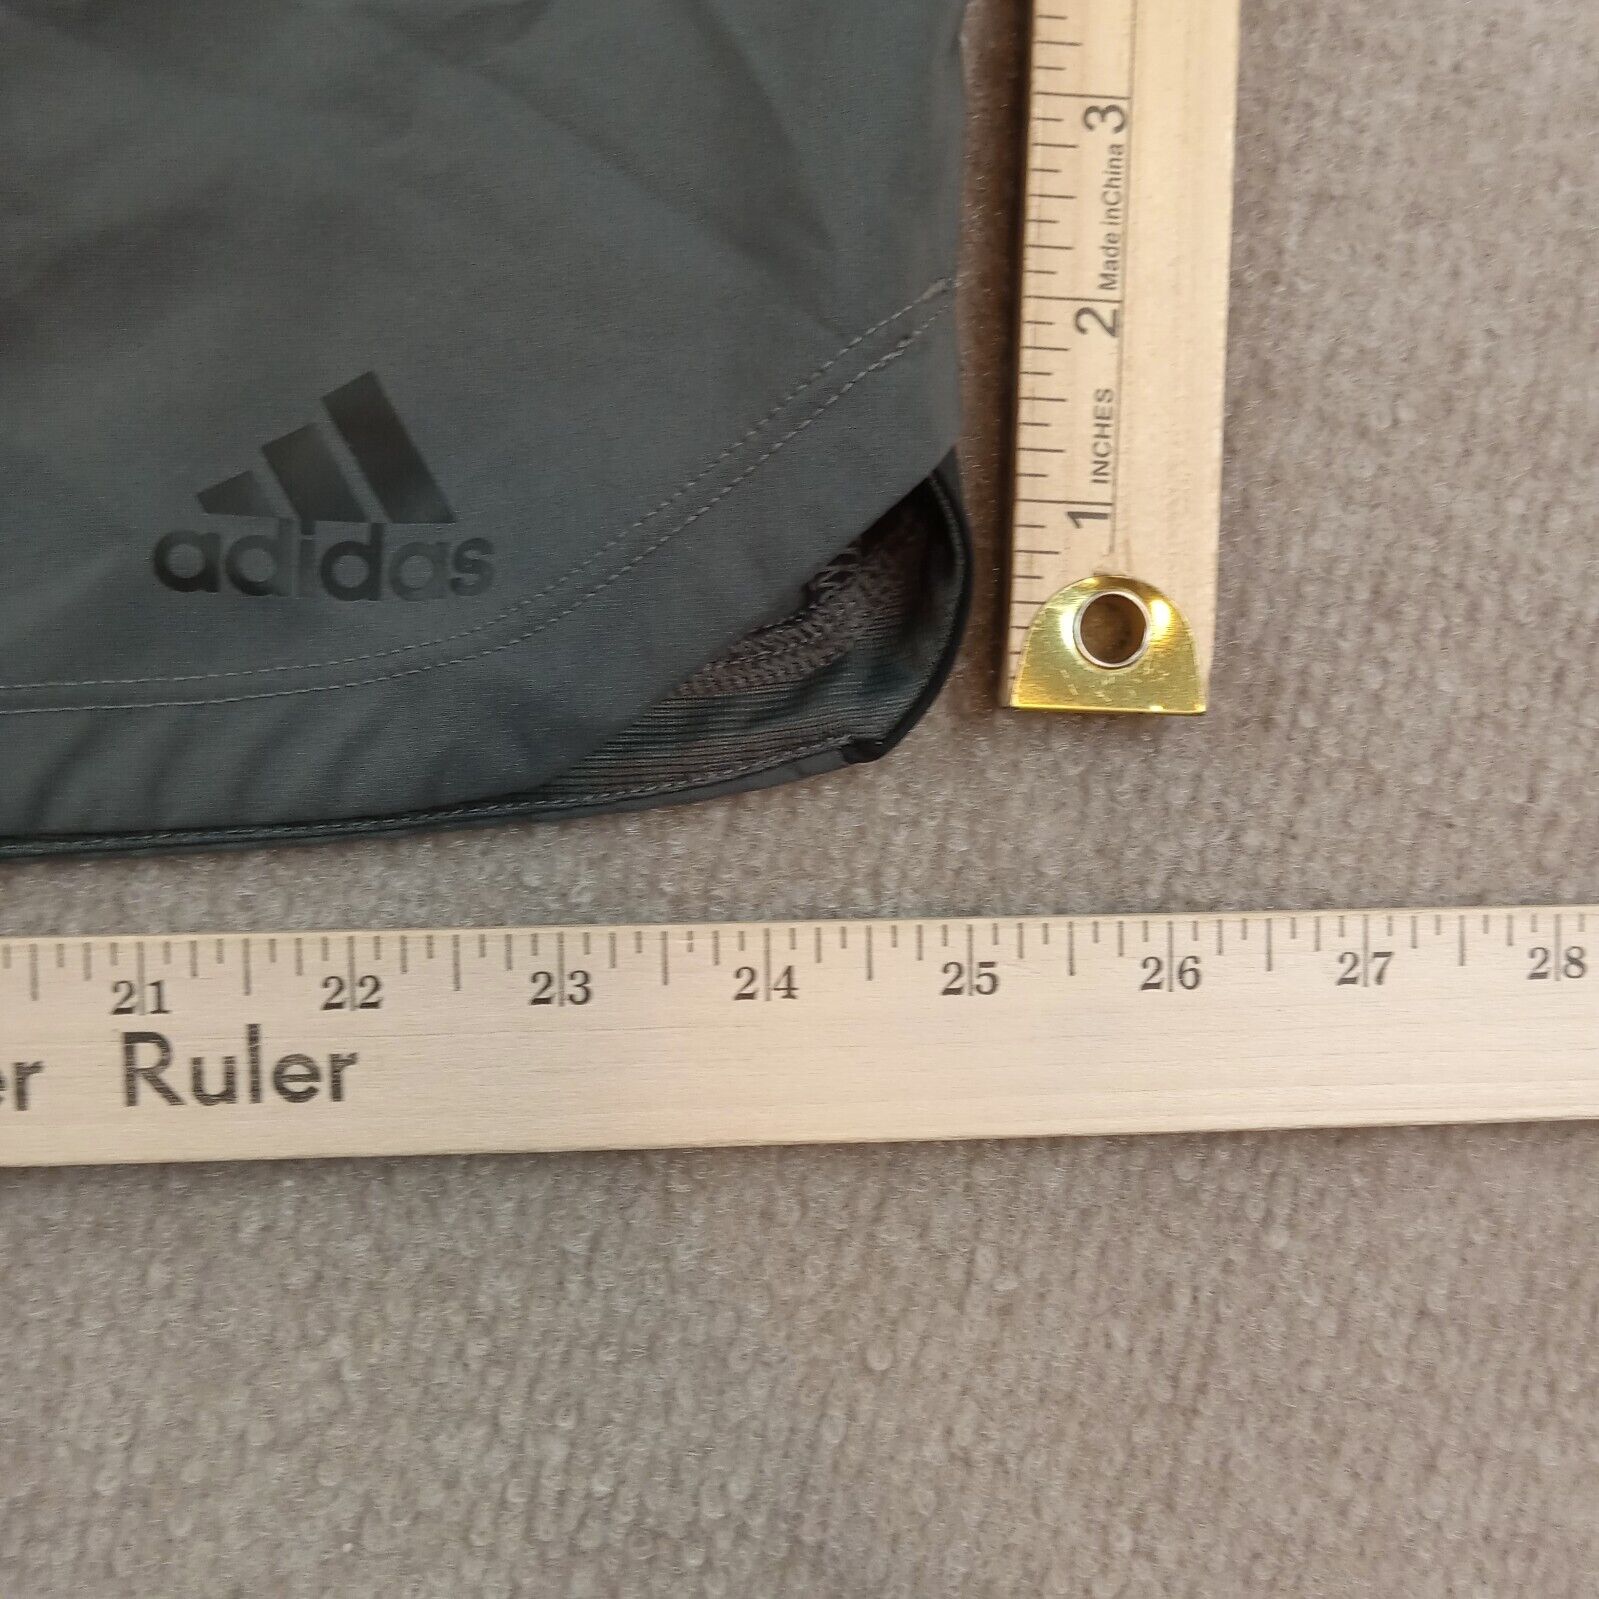 adidas
3
Made in China
2
INCHES
1
21 22 23 24 25 26 27 28
Ruler